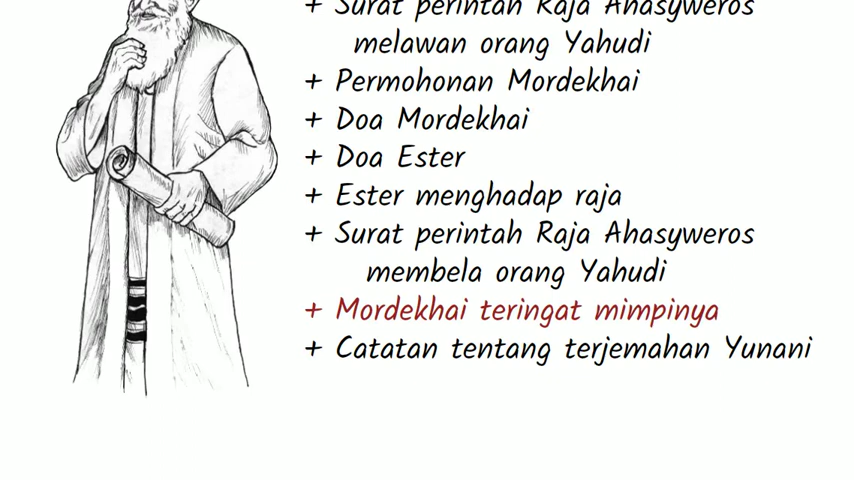 + Surat perintah Raja Ahasyweros
melawan orang Yahudi
+ Permohonan Mordekhai
+ Doa Mordekhai
+ Doa Ester
+ Ester menghadap raja
+ Surat perintah Raja Ahasyweros
membela orang Yahudi
+ Mordekhai teringat mimpinya
+ Catatan tentang terjemahan Yunani